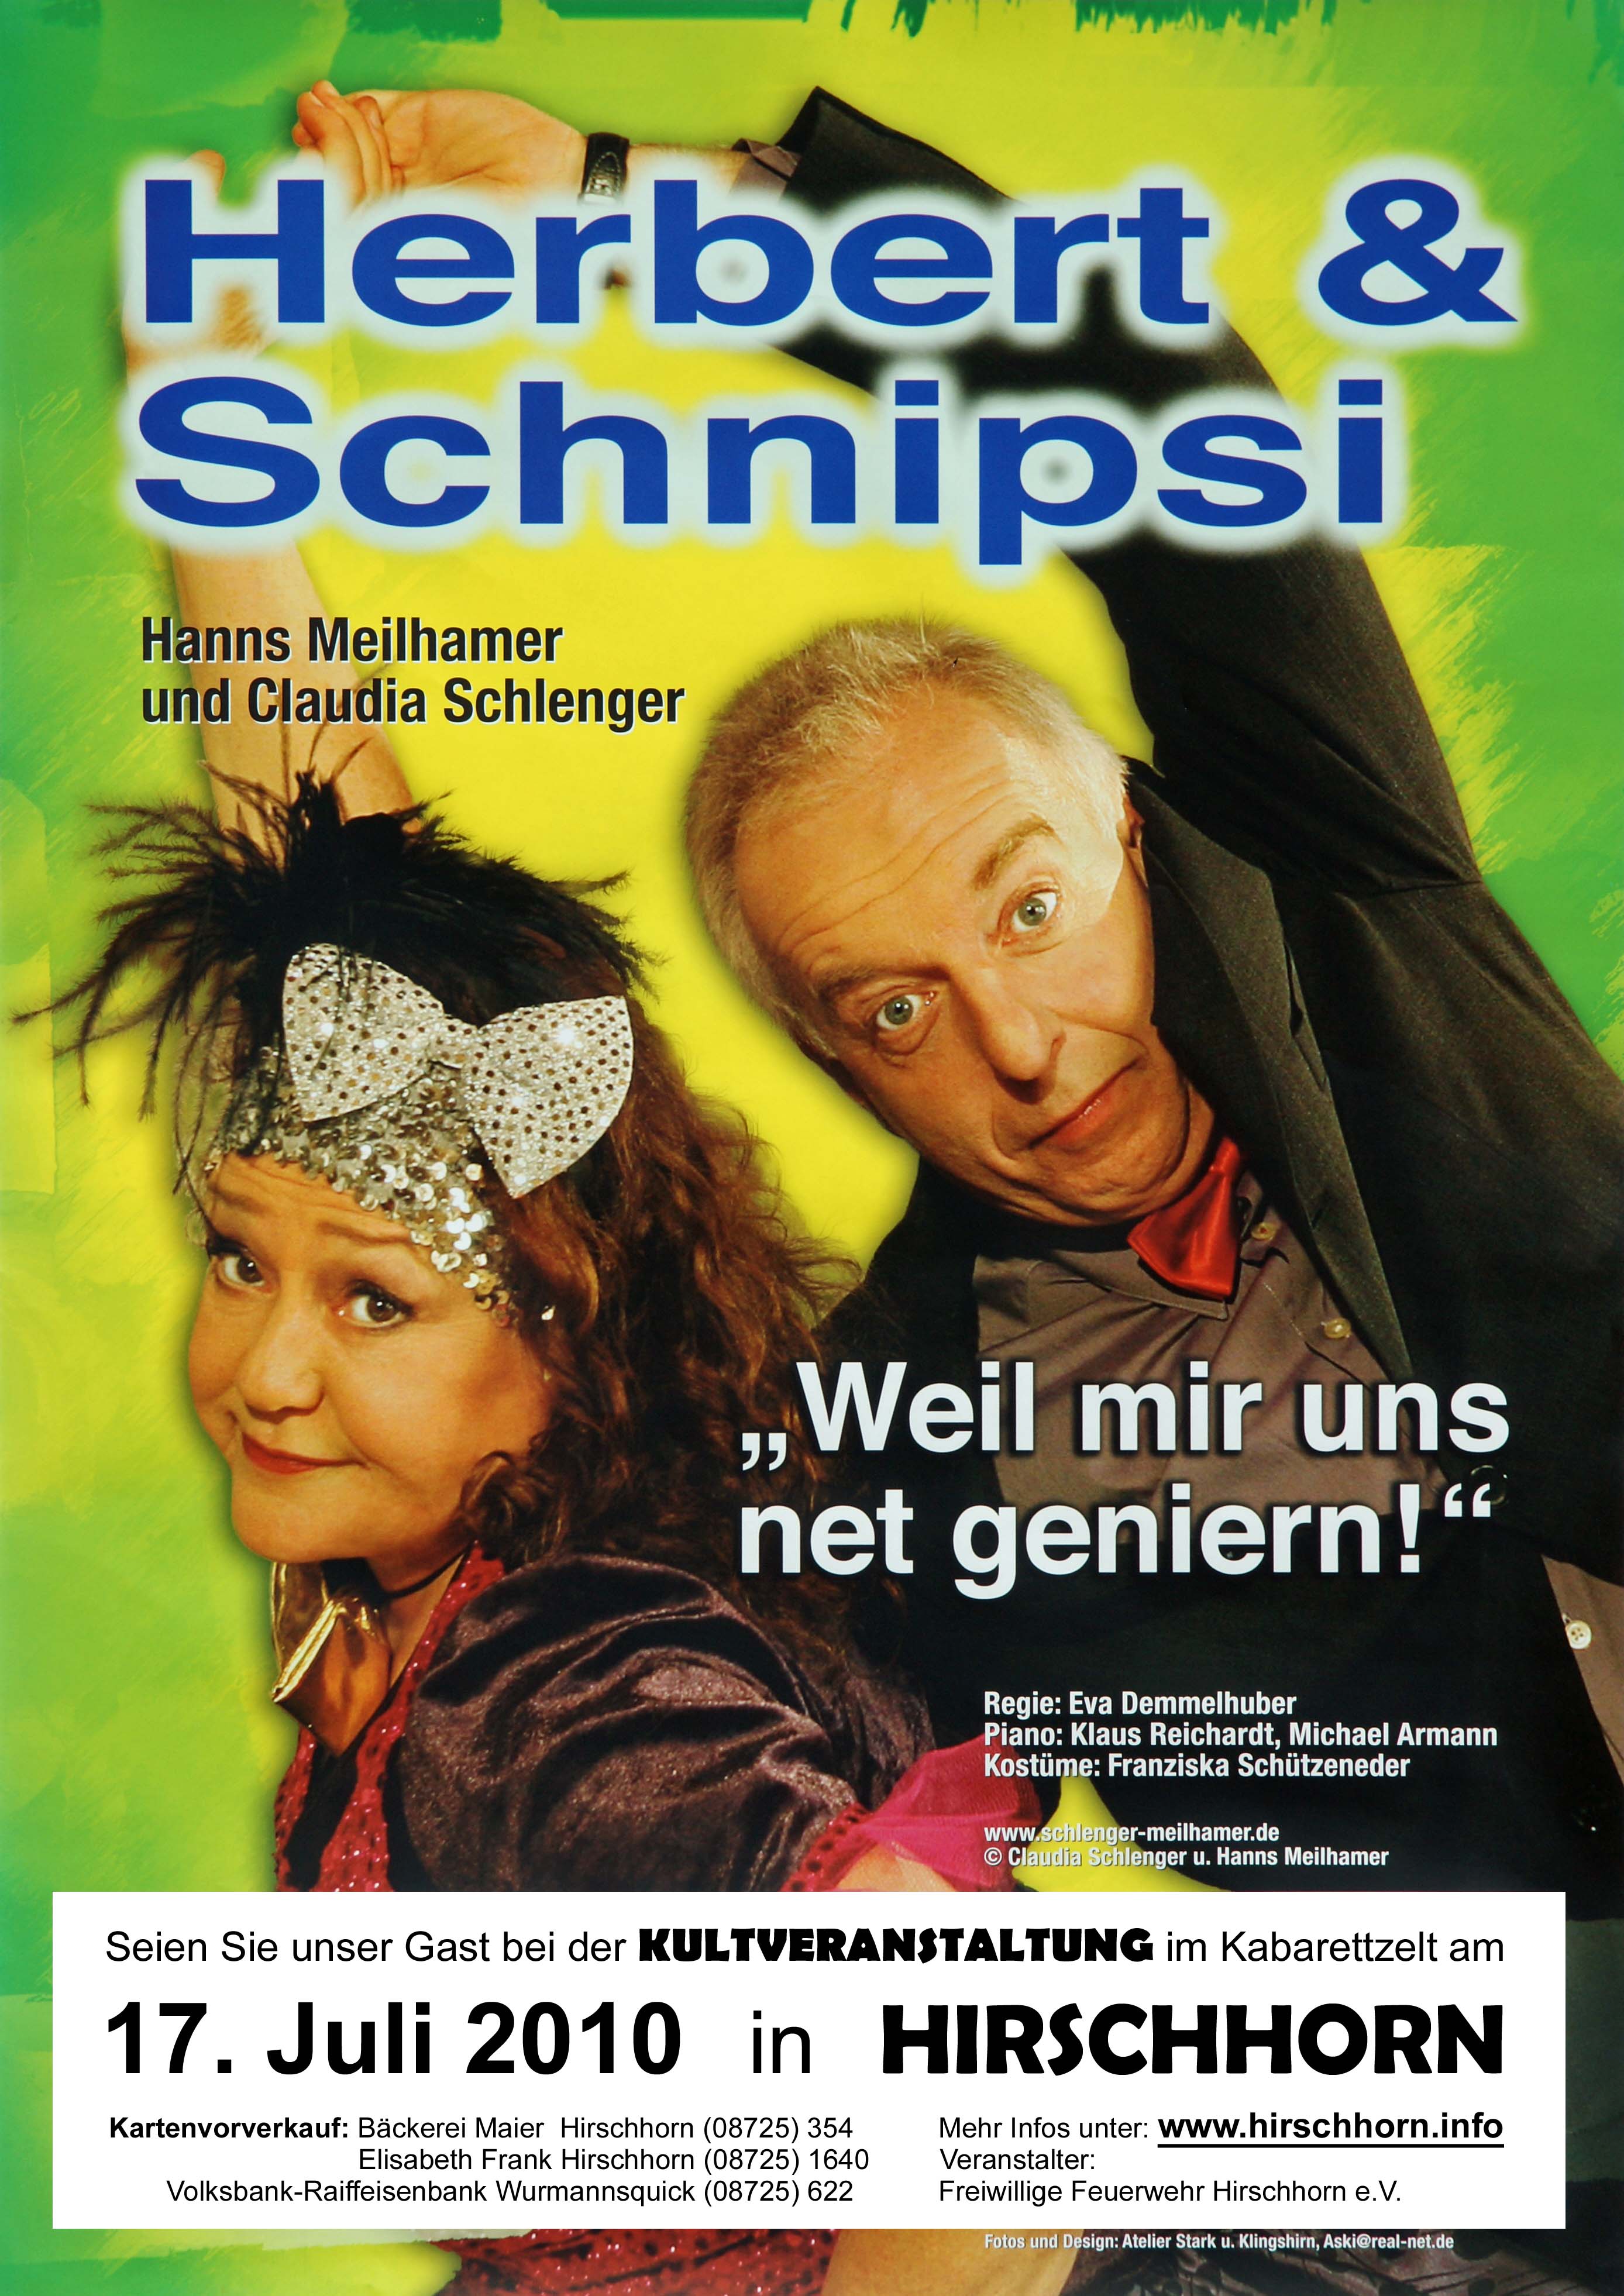 Herbert &
Schnipsi
Hanns Meilhamer
und Claudia Schlenger
„Weil mir uns
net geniern!“
Regie: Eva Demmelhuber
Piano: Klaus Reichardt, Michael Armann
Kostüme: Franziska Schützeneder
www.schlenger-meilhamer.de
© Claudia Schlenger u. Hanns Meilhamer
Seien Sie unser Gast bei der KULTVERANSTALTUNG im Kabarettzelt am
17. Juli 2010 in HIRSCHHORN
Kartenvorverkauf: Bäckerei Maier Hirschhorn (08725) 354
Elisabeth Frank Hirschhorn (08725) 1640
Volksbank-Raiffeisenbank Wurmannsquick (08725) 622
Mehr Infos unter: www.hirschhorn.info
Veranstalter:
Freiwillige Feuerwehr Hirschhorn e.V.
Fotos und Design: Atelier Stark u. Klingshirn, Aski@real-net.de